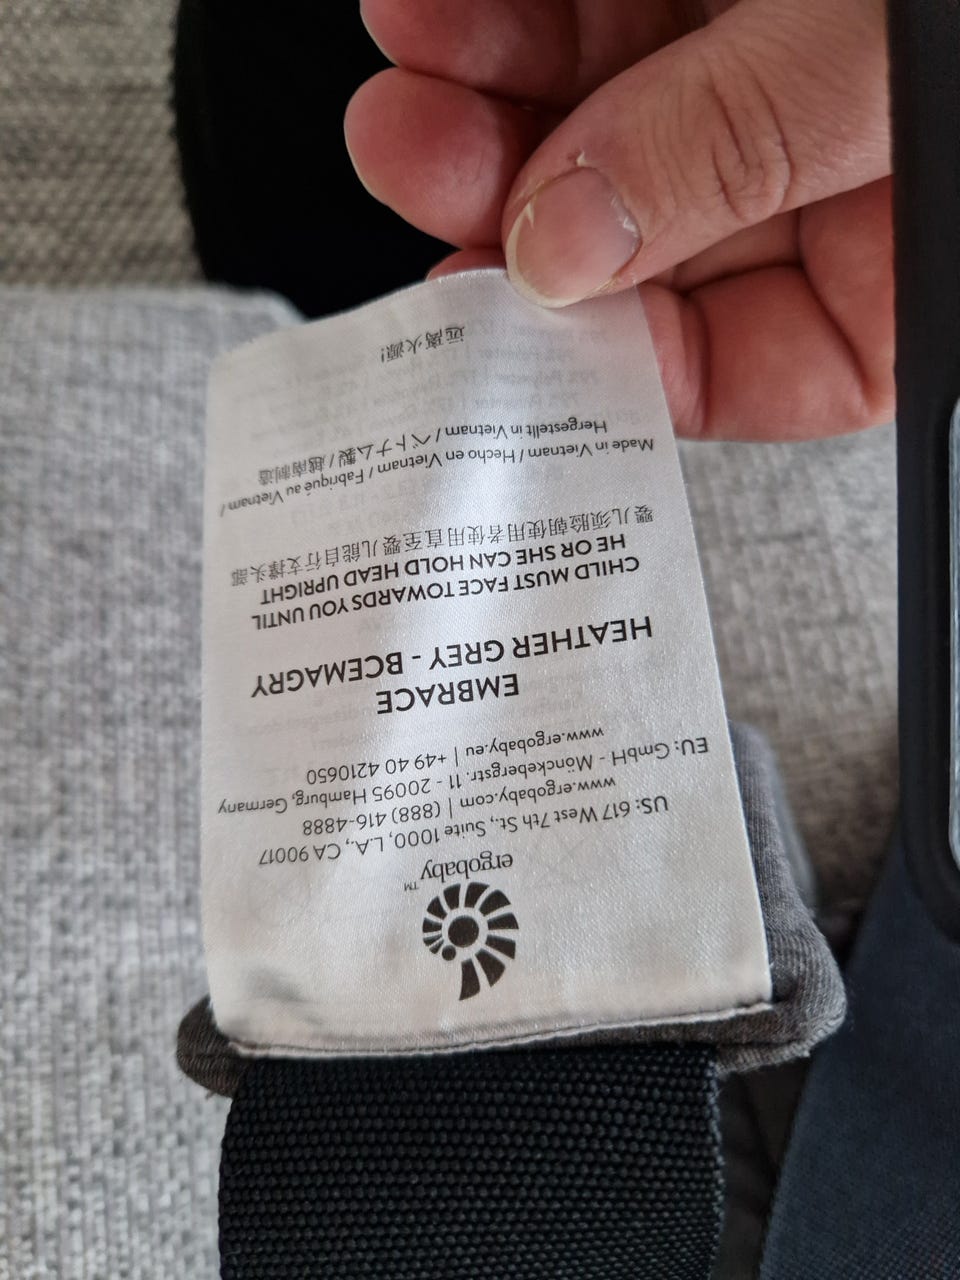 ergobaby™
US: 617 West 7th St., Suite 1000, L.A., CA 90017
www.ergobaby.com | (888) 416-4888
EU: GmbH - Mönckebergstr. 11 - 20095 Hamburg, Germany
www.ergobaby.eu | +49 40 4210650
EMBRACE
HEATHER GREY - BCEMAGRY
CHILD MUST FACE TOWARDS YOU UNTIL
HE OR SHE CAN HOLD HEAD UPRIGHT
婴儿须脸朝使用者使用直至婴儿能自行支撑头部
Made in Vietnam / Hecho en Vietnam / Fabriqué au Vietnam /
Hergestellt in Vietnam / ベトナム製 / 越南制造
远离火源!